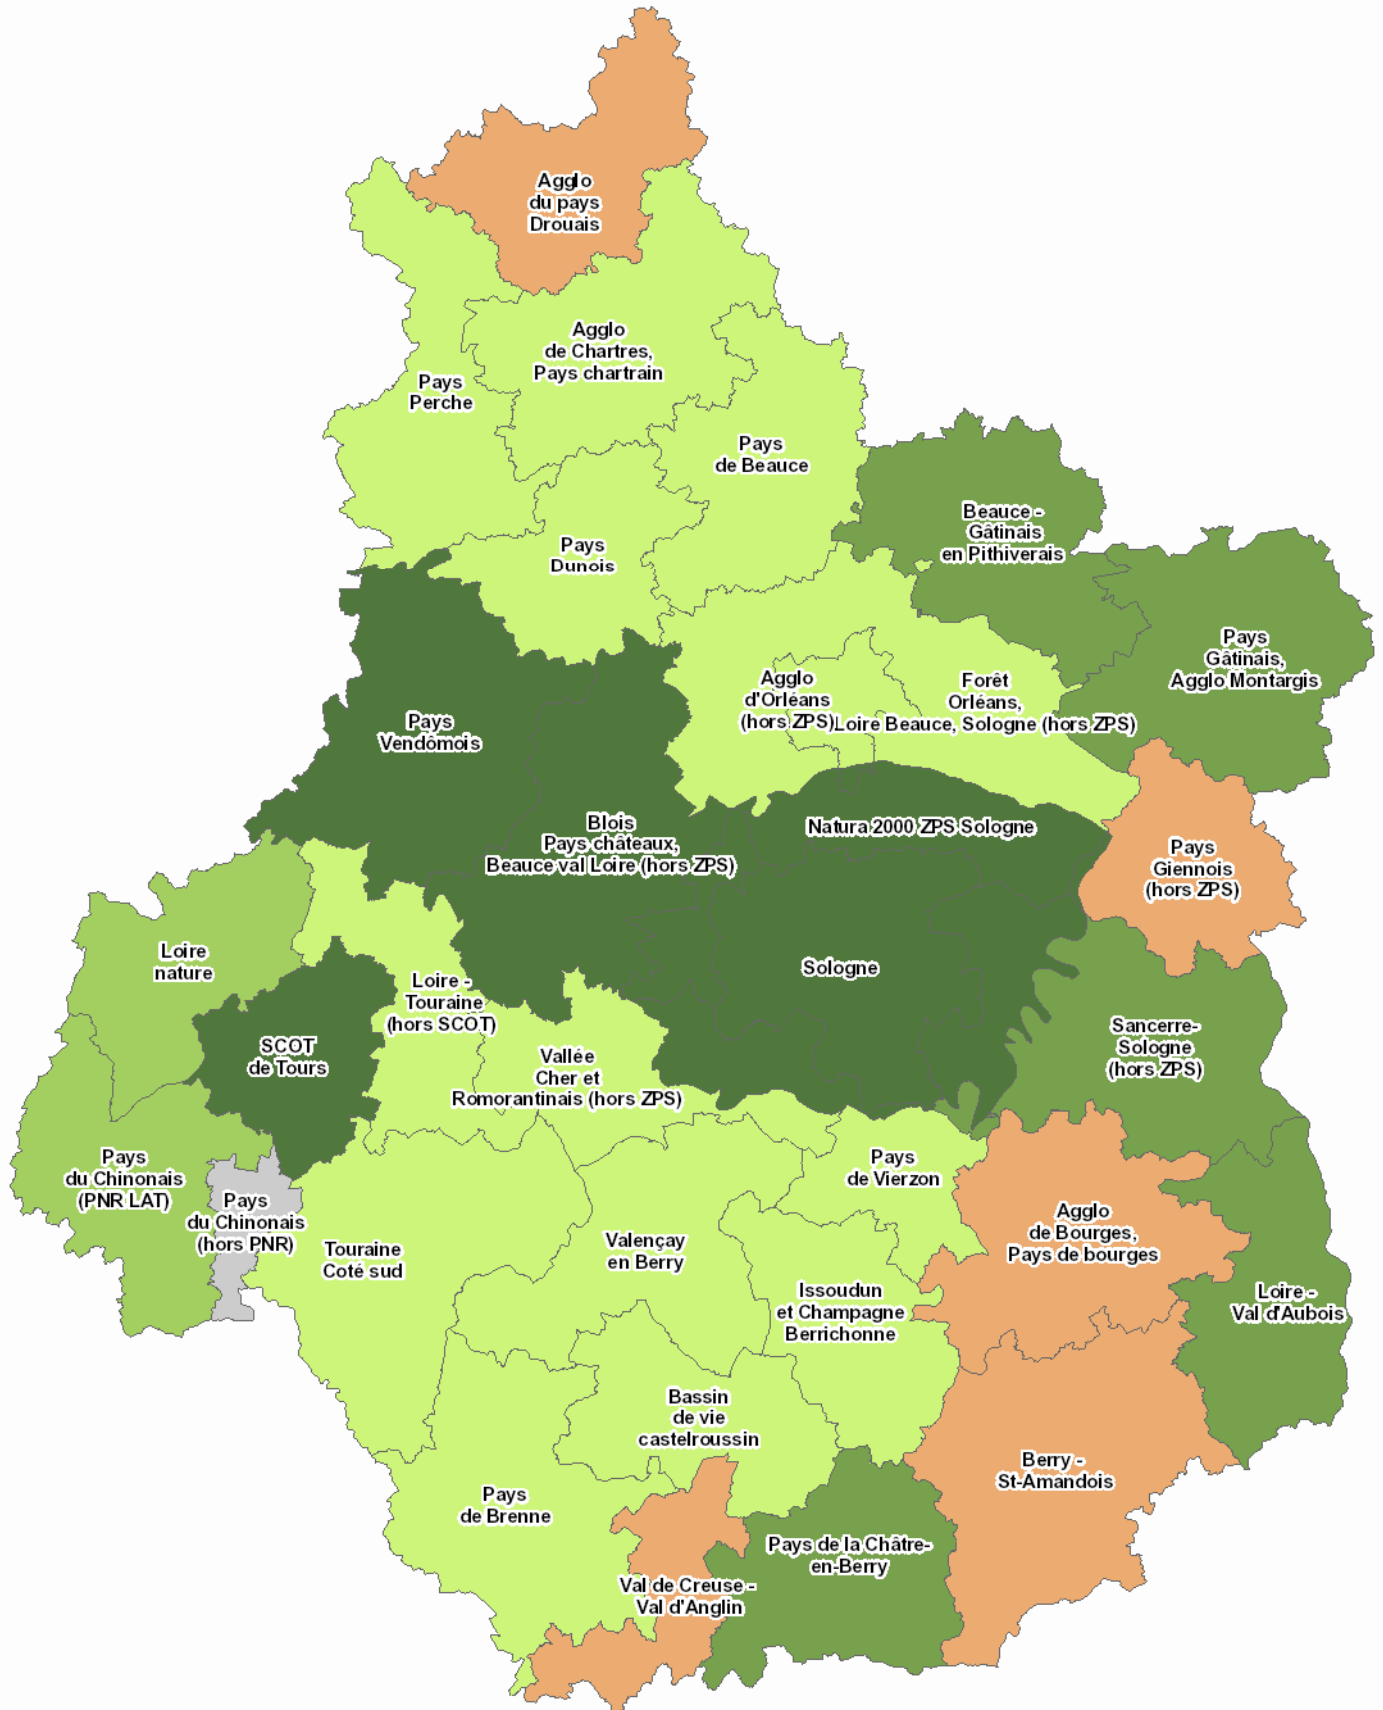 Agglo
du pays
Drouais
Agglo
de Chartres,
Pays chartrain
Pays
Perche
Pays
de Beauce
Beauce -
Gâtinais
en Pithiverais
Pays
Dunois
Pays
Gâtinais,
Agglo Montargis
Agglo
d'Orléans
(hors ZPS)
Forêt
Orléans,
Loire Beauce, Sologne (hors ZPS)
Pays
Vendômois
Blois
Pays châteaux,
Beauce val Loire (hors ZPS)
Natura 2000 ZPS Sologne
Pays
Giennois
(hors ZPS)
Loire
nature
Loire -
Touraine
(hors SCOT)
Sologne
SCOT
de Tours
Vallée
Cher et
Romorantinais (hors ZPS)
Sancerre-
Sologne
(hors ZPS)
Pays
du Chinonais
(PNR LAT)
Pays
du Chinonais
(hors PNR)
Pays
de Vierzon
Touraine
Coté sud
Valençay
en Berry
Agglo
de Bourges,
Pays de bourges
Issoudun
et Champagne
Berrichonne
Loire -
Val d'Aubois
Bassin
de vie
castelroussin
Berry -
St-Amandois
Pays
de Brenne
Pays de la Châtre-
en-Berry
Val de Creuse -
Val d'Anglin